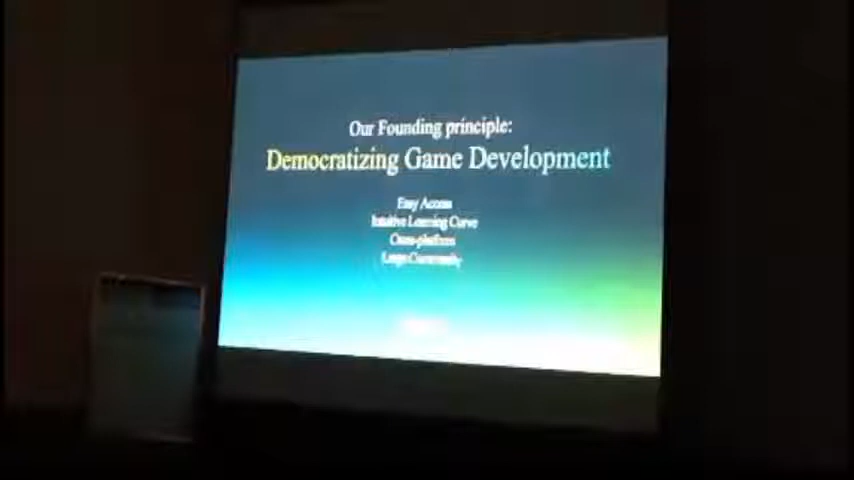 Our Founding principle:
Democratizing Game Development
Easy Access
Intuitive Learning Curve
Cross-platform
Large Community